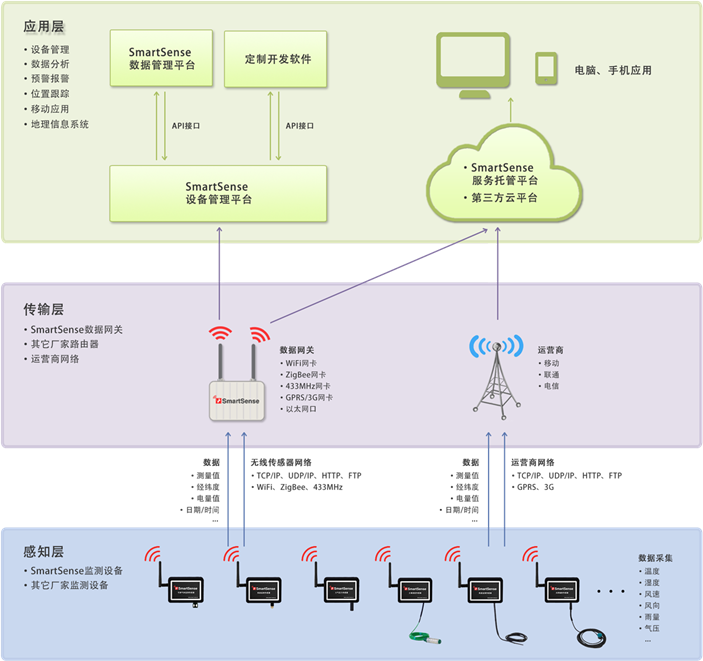 应用层
• 设备管理
• 数据分析
• 预警报警
• 位置跟踪
• 移动应用
• 地理信息系统
SmartSense
数据管理平台
定制开发软件
API接口
API接口
SmartSense
设备管理平台
电脑、手机应用
• SmartSense
服务托管平台
• 第三方云平台
传输层
• SmartSense数据网关
• 其它厂家路由器
• 运营商网络
SmartSense
数据网关
• WiFi网卡
• ZigBee网卡
• 433MHz网卡
• GPRS/3G网卡
• 以太网口
运营商
• 移动
• 联通
• 电信
数据
• 测量值
• 经纬度
• 电量值
• 日期/时间
...
无线传感器网络
• TCP/IP、UDP/IP、HTTP、FTP
• WiFi、ZigBee、433MHz
数据
• 测量值
• 经纬度
• 电量值
• 日期/时间
...
运营商网络
• TCP/IP、UDP/IP、HTTP、FTP
• GPRS、3G
感知层
• SmartSense监测设备
• 其它厂家监测设备
SmartSense
SmartSense
SmartSense
SmartSense
SmartSense
SmartSense
• • •
数据采集
• 温度
• 湿度
• 风速
• 风向
• 雨量
• 气压
...